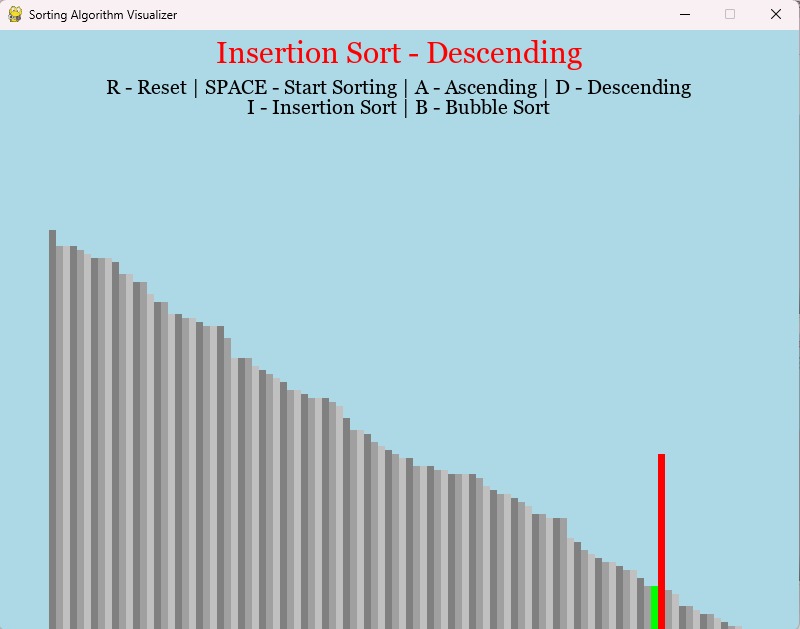 Sorting Algorithm Visualizer
Insertion Sort - Descending
R - Reset | SPACE - Start Sorting | A - Ascending | D - Descending
I - Insertion Sort | B - Bubble Sort